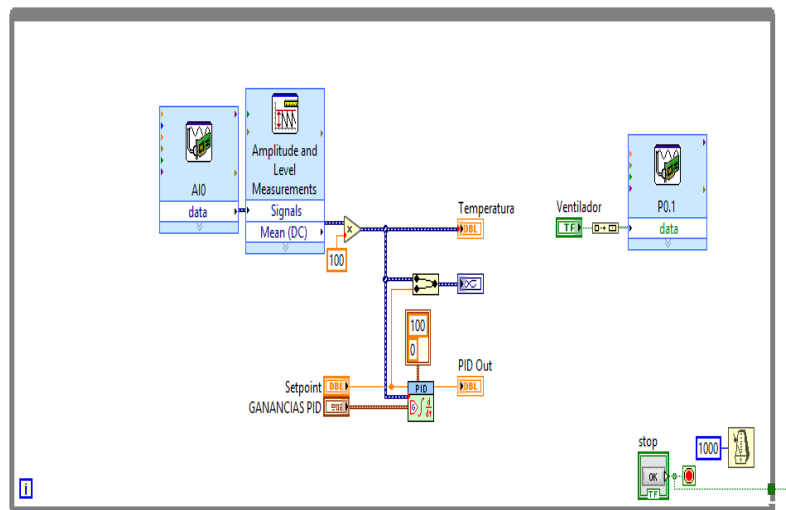 AI0
data
Amplitude and
Level
Measurements
Signals
Mean (DC)
100
Temperatura
DBL
Ventilador
TF
P0.1
data
100
0
PID
Setpoint
DBL
GANANCIAS PID
PID Out
DBL
stop
OK
TF
1000
i